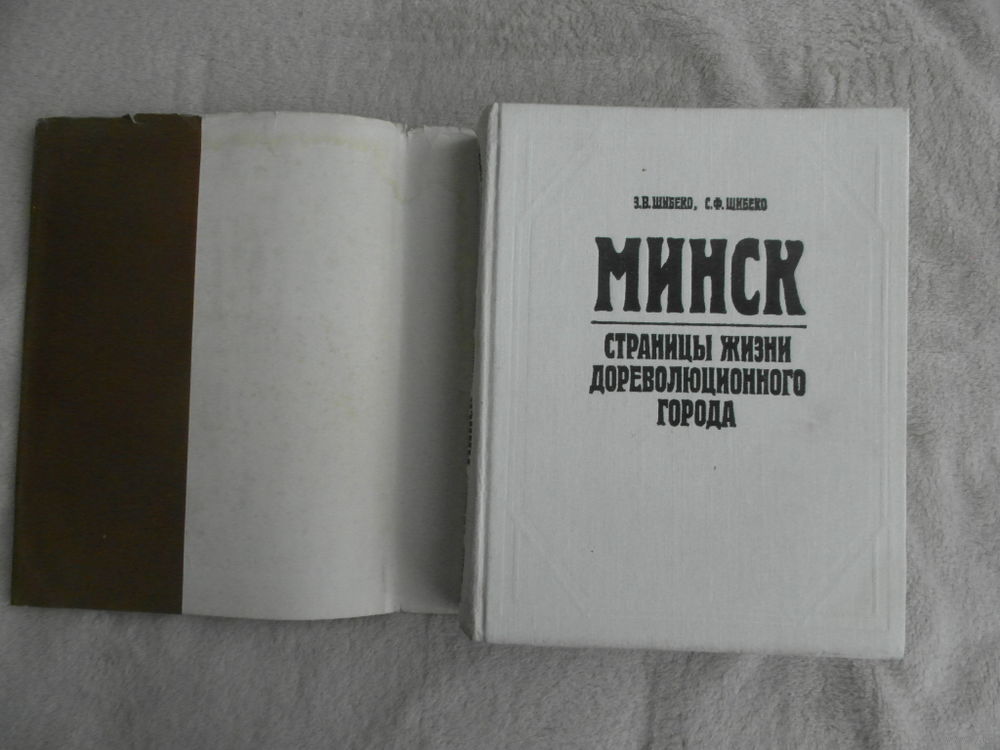 З.В. ШИБЕКО, С.Ф. ШИБЕКО
МИНСК
СТРАНИЦЫ ЖИЗНИ
ДОРЕВОЛЮЦИОННОГО
ГОРОДА